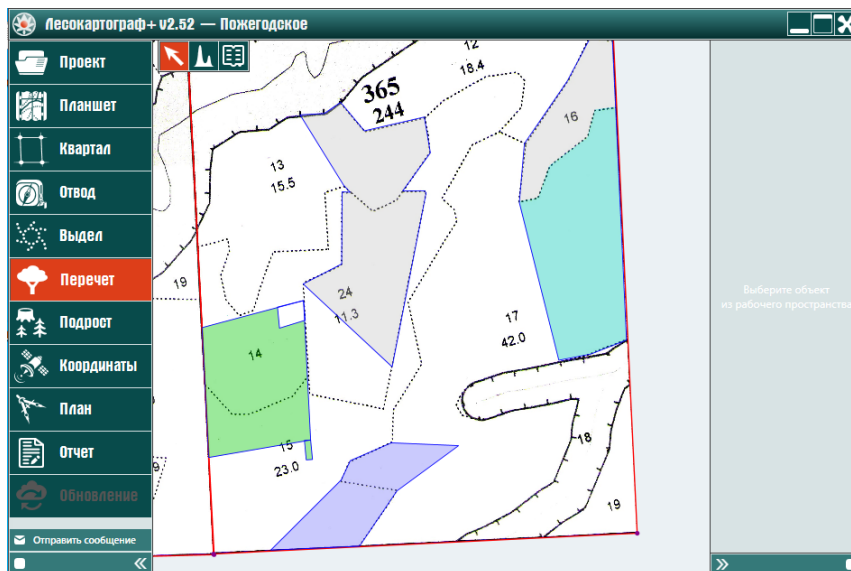 Лесокартограф+ v2.52 — Пожегодское
Проект
Планшет
Квартал
Отвод
Выдел
Перечет
Подрост
Координаты
План
Отчет
Обновление
Отправить сообщение
«
12
18.4
365
244
16
13
15.5
19
24
11.3
17
42.0
14
15
23.0
18
19
9
Выберите объект
из рабочего пространства
»